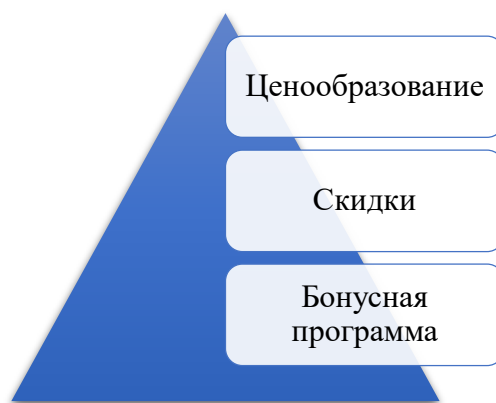 Ценообразование
Скидки
Бонусная
программа